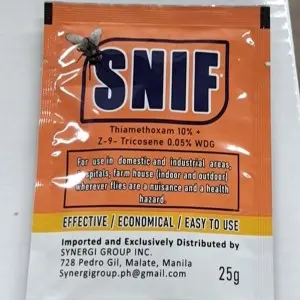 SNIF
Thiamethoxam 10% +
Z-9- Tricosene 0.05% WDG
For use in domestic and industrial areas,
hospitals, farm house (indoor and outdoor)
wherever flies are a nuisance and a health
hazard.
EFFECTIVE / ECONOMICAL / EASY TO USE
Imported and Exclusively Distributed by
SYNERGI GROUP INC.
728 Pedro Gil, Malate, Manila
Synergigroup.ph@gmail.com
25g